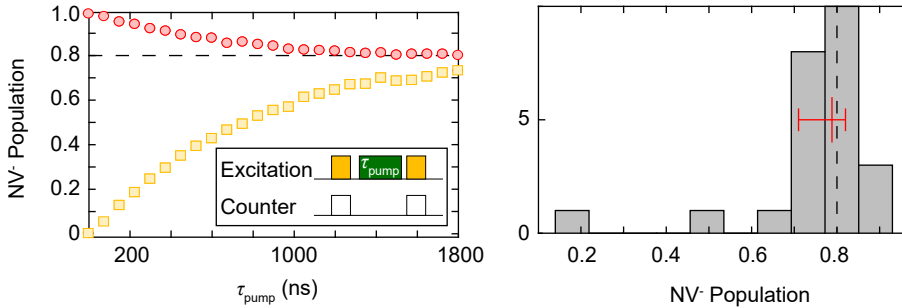 1.0
0.8
0.6
0.4
0.2
0
NV⁻ Population
200
1000
1800
τpump (ns)
Excitation
τpump
Counter
5
0.2
0.4
0.6
0.8
NV⁻ Population